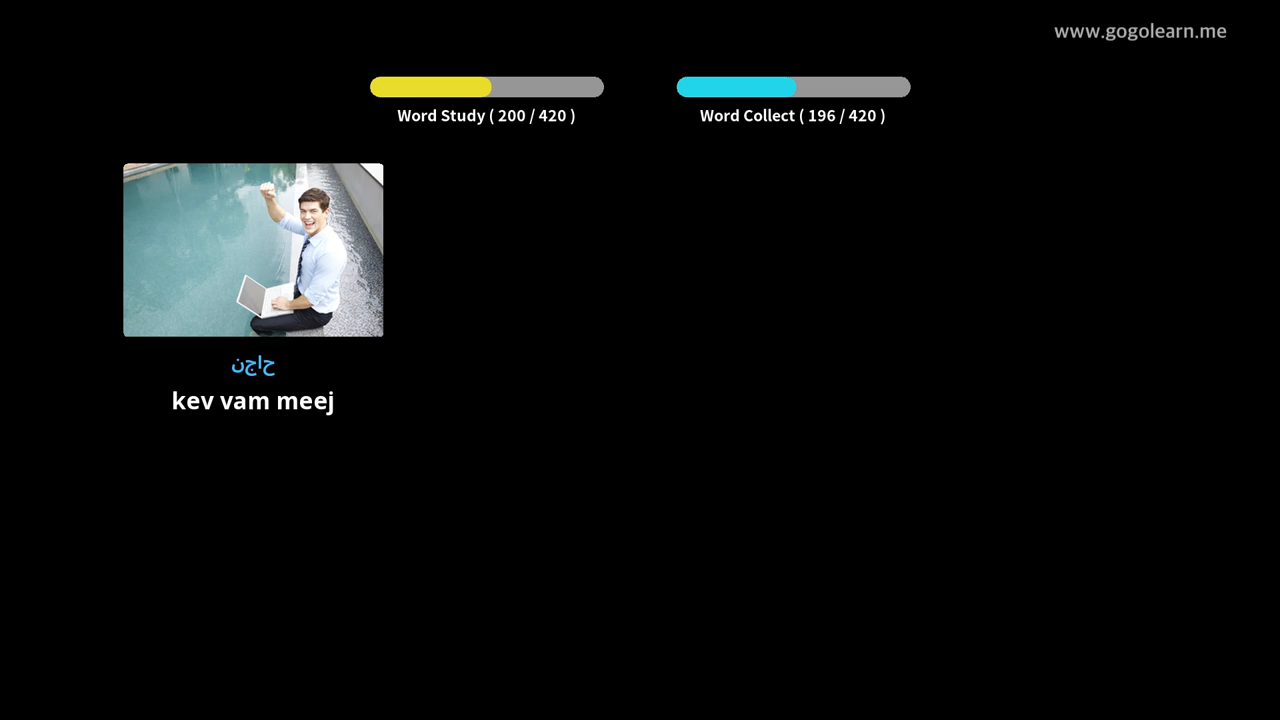 www.gogolearn.me
Word Study ( 200 / 420 )
Word Collect ( 196 / 420 )
حاجن
kev vam meej